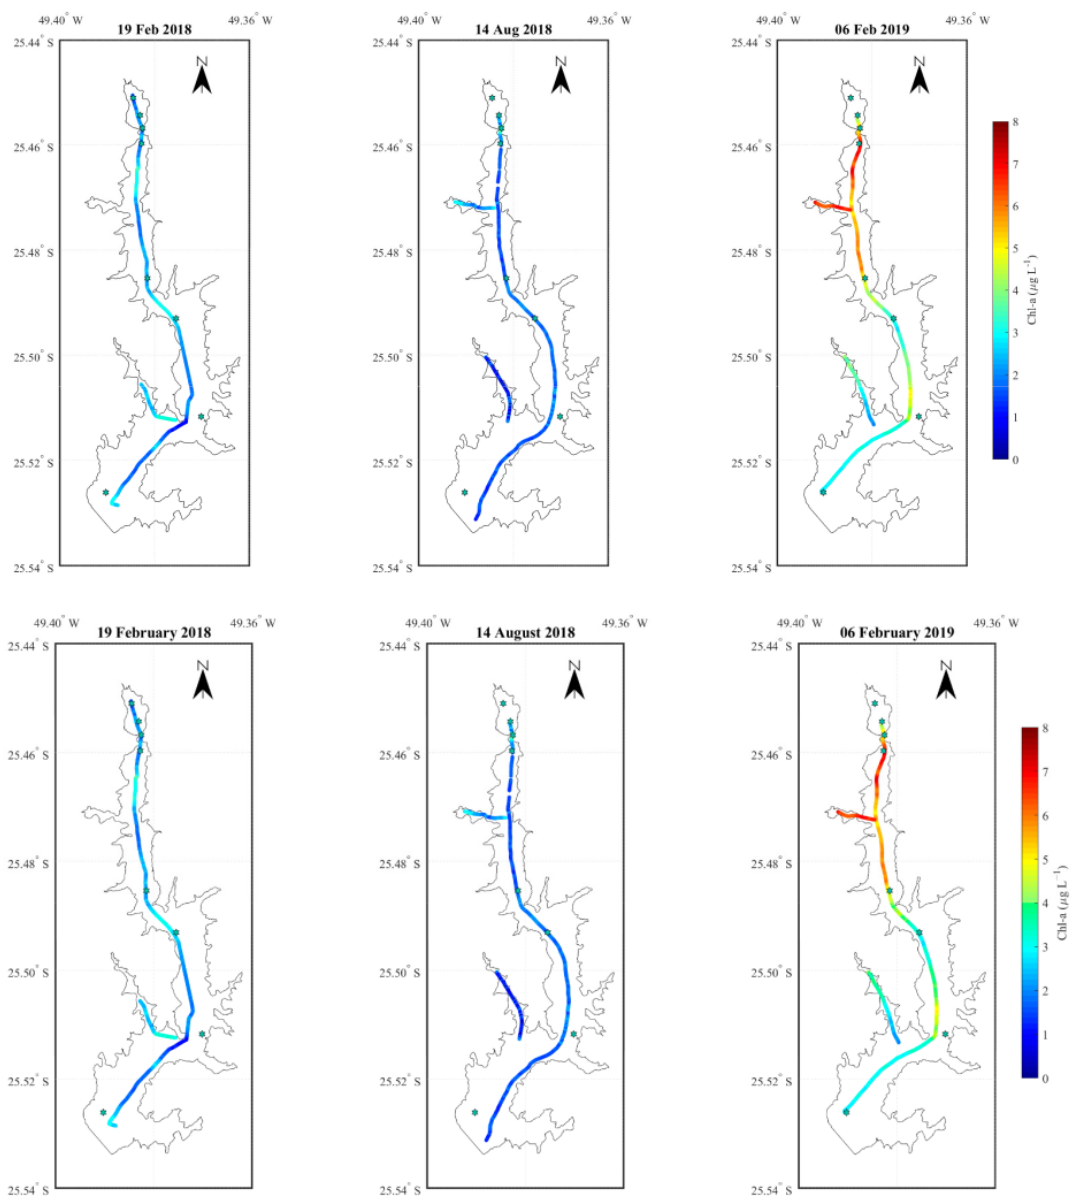 49.40° W 49.36° W 49.40° W 49.36° W 49.40° W 49.36° W
19 Feb 2018 14 Aug 2018 06 Feb 2019
25.44° S 25.44° S 25.44° S
N N N
8
25.46° S 25.46° S 25.46° S
7
6
25.48° S 25.48° S 25.48° S
5
Chl-a (µg L⁻¹)
4
3
25.50° S 25.50° S 25.50° S
2
1
25.52° S 25.52° S 25.52° S
0
25.54° S 25.54° S 25.54° S
49.40° W 49.36° W 49.40° W 49.36° W 49.40° W 49.36° W
19 February 2018 14 August 2018 06 February 2019
25.44° S 25.44° S 25.44° S
N N N
8
25.46° S 25.46° S 25.46° S
7
6
25.48° S 25.48° S 25.48° S
5
Chl-a (µg L⁻¹)
4
3
25.50° S 25.50° S 25.50° S
2
1
25.52° S 25.52° S 25.52° S
0
25.54° S 25.54° S 25.54° S